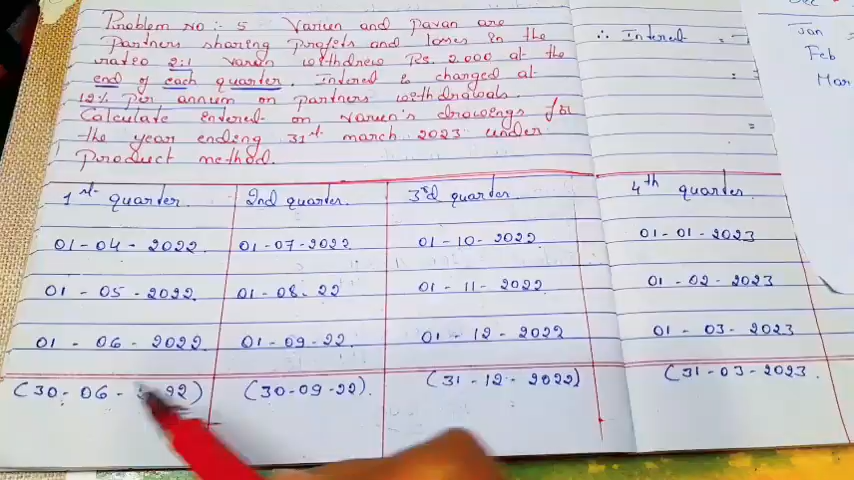 Problem No :- 5 Varun and Pavan are
Partners sharing Profits and losses in the
ratio 2:1 Varun withdrew Rs. 2.000 at the
end of each quarter. Interest is charged at
12% Per annum on Partners withdrawals.
Calculate interest on Varun's drawings for
the year ending 31st march 2023 under
Product method.
∴ Interest =
=
=
Jan
Feb
Mar
1st quarter 2nd quarter. 3rd quarter 4th quarter
01-04-2022 01-07-2022 01-10-2022 01-01-2023
01-05-2022. 01-08-22 01-11-2022 01-02-2023
01-06-2022 01-09-22. 01-12-2022 01-03-2023
(30-06- 22) (30-09-22). (31-12-2022) (31-03-2023.